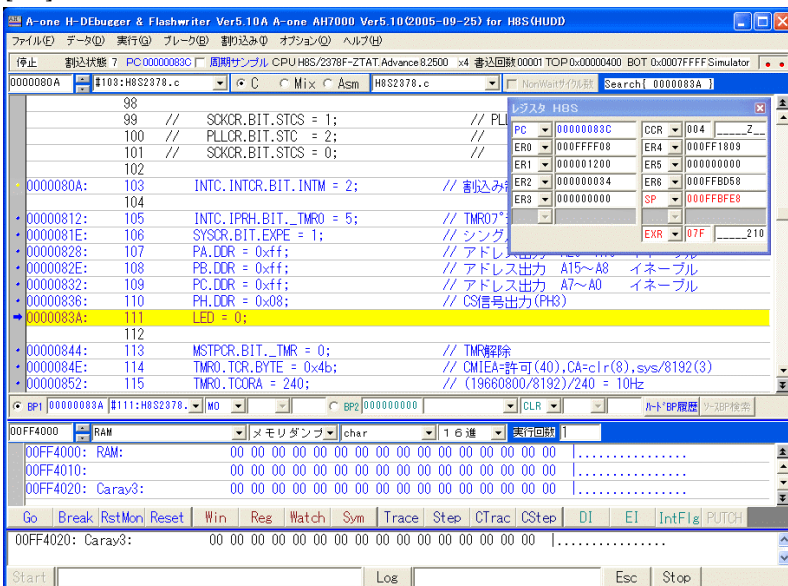 A-one H-DEbugger & Flashwriter Ver5.10A A-one AH7000 Ver5.10(2005-09-25) for H8S(HUDI)
ファイル(F) データ(D) 実行(G) ブレーク(B) 割り込み(I) オプション(O) ヘルプ(H)
停止 割込状態 7 PC:0000083C 周期サンプル CPU H8S/2378F-ZTAT.Advance8.2500 ×4 書込回数 00001 TOP 0x00000400 BOT 0x0007FFFF Simulator
0000080A #103:H8S2378.c C Mix Asm H8S2378.c NonWaitサイクル数 Search[ 0000083A ]
98
99 // SCKCR.BIT.STCS = 1; // PLL
100 // PLLCR.BIT.STC = 2; //
101 // SCKCR.BIT.STCS = 0; //
102
0000080A: 103 INTC.INTCR.BIT.INTM = 2; // 割込み
104
00000812: 105 INTC.IPRH.BIT._TMR0 = 5; // TMR0プ
0000081E: 106 SYSCR.BIT.EXPE = 1; // シング
00000828: 107 PA.DDR = 0xff; // アドレ
0000082E: 108 PB.DDR = 0xff; // アドレス出力 A15～A8 イネーブル
00000832: 109 PC.DDR = 0xff; // アドレス出力 A7～A0 イネーブル
00000836: 110 PH.DDR = 0x08; // CS信号出力(PH3)
0000083A: 111 LED = 0;
112
00000844: 113 MSTPCR.BIT._TMR = 0; // TMR解除
0000084E: 114 TMR0.TCR.BYTE = 0x4b; // CMIEA=許可(40),CA=clr(8),sys/8192(3)
00000852: 115 TMR0.TCORA = 240; // (19660800/8192)/240 = 10Hz
レジスタ H8S
PC 00000083C CCR 004 _____Z__
ER0 000FFFF08 ER4 000FF1809
ER1 000001200 ER5 000000000
ER2 000000034 ER6 000FFBD58
ER3 000000000 SP 000FFBFE8
EXR 07F _____210
BP1 00000083A #111:H8S2378. MO BP2 000000000 CLR ハードBP履歴 ソースBP検索
00FF4000 RAM メモリダンプ char 16進 実行回数 1
00FF4000: RAM: 00 00 00 00 00 00 00 00 00 00 00 00 00 00 00 00 |................
00FF4010: 00 00 00 00 00 00 00 00 00 00 00 00 00 00 00 00 |................
00FF4020: Caray3: 00 00 00 00 00 00 00 00 00 00 00 00 00 00 00 00 |................
Go Break RstMon Reset Win Reg Watch Sym Trace Step CTrac CStep DI EI IntFlg PUTCH
00FF4020: Caray3: 00 00 00 00 00 00 00 00 00 00 00 00 00 00 00 00 |................
Start Log Esc Stop